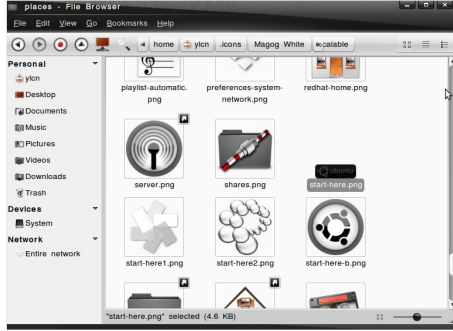 places - File Browser
File Edit View Go Bookmarks Help
home ylcn .icons Magog White scalable
Personal
ylcn
Desktop
Documents
Music
Pictures
Videos
Downloads
Trash
Devices
System
Network
Entire network
playlist-automatic.png
preferences-system-network.png
redhat-home.png
server.png
shares.png
ubuntu
start-here.png
start-here1.png
start-here2.png
start-here-b.png
"start-here.png" selected (4.6 KB)